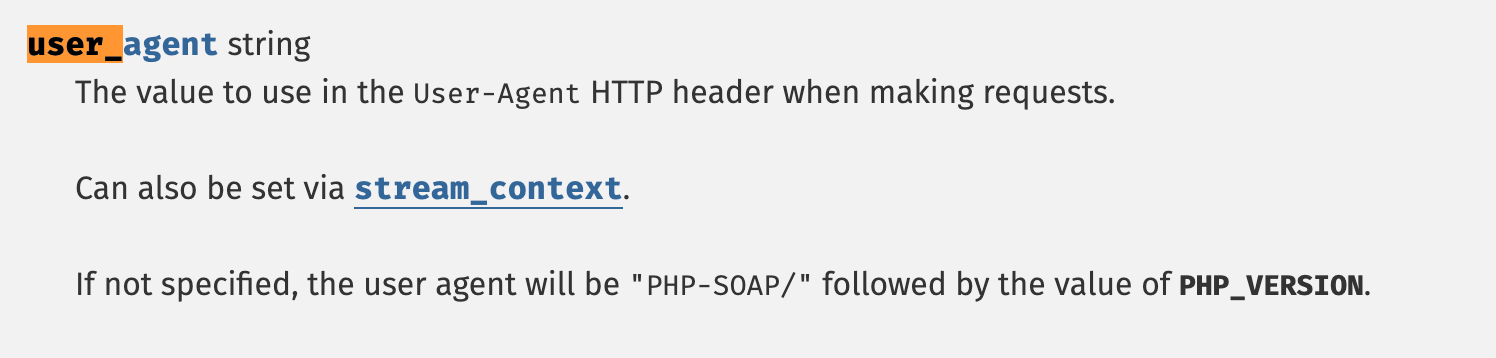 user_agent string
The value to use in the User-Agent HTTP header when making requests.
Can also be set via stream_context.
If not specified, the user agent will be "PHP-SOAP/" followed by the value of PHP_VERSION.